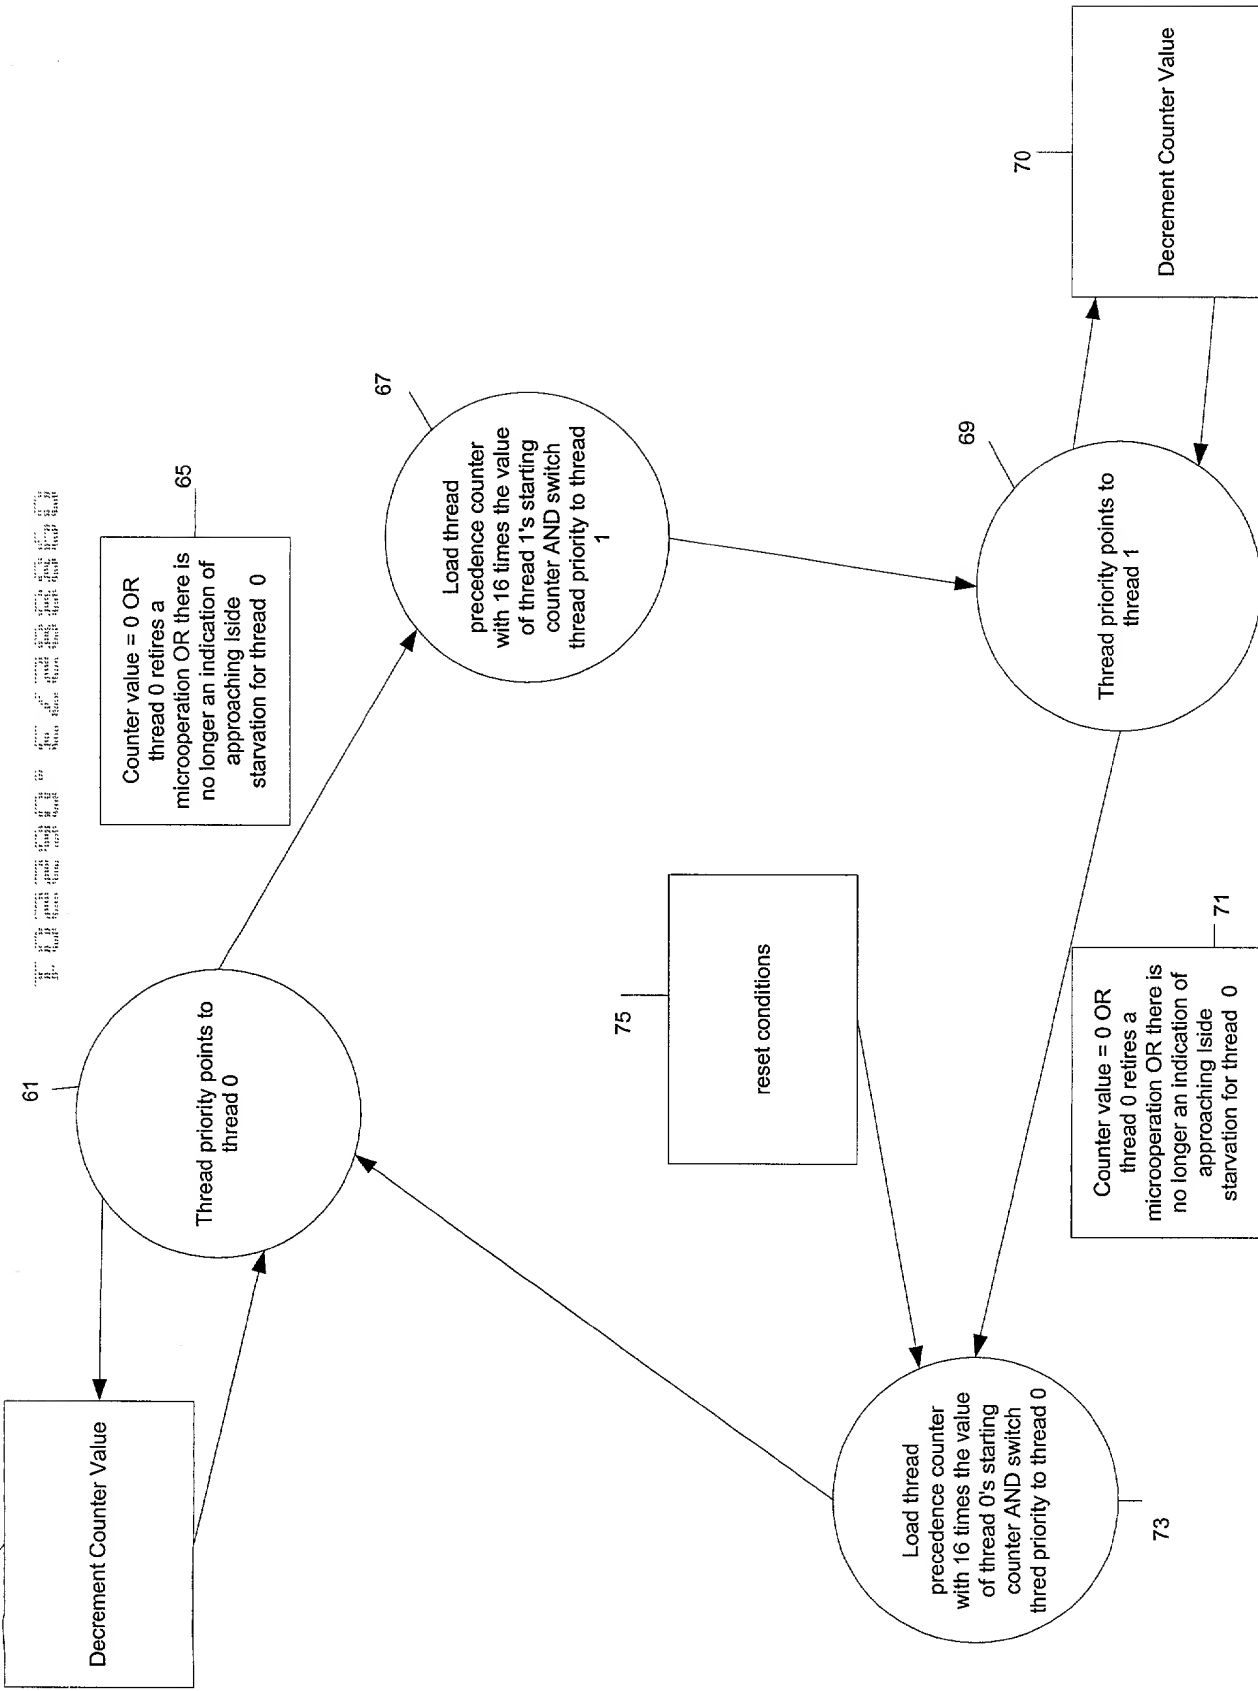 61
Thread priority points to
thread 0
Decrement Counter Value
65
Counter value = 0 OR
thread 0 retires a
microoperation OR there is
no longer an indication of
approaching Iside
starvation for thread 0
67
Load thread
precedence counter
with 16 times the value
of thread 1's starting
counter AND switch
thread priority to thread
1
69
Thread priority points to
thread 1
70
Decrement Counter Value
71
Counter value = 0 OR
thread 0 retires a
microoperation OR there is
no longer an indication of
approaching Iside
starvation for thread 0
75
reset conditions
73
Load thread
precedence counter
with 16 times the value
of thread 0's starting
counter AND switch
thred priority to thread 0